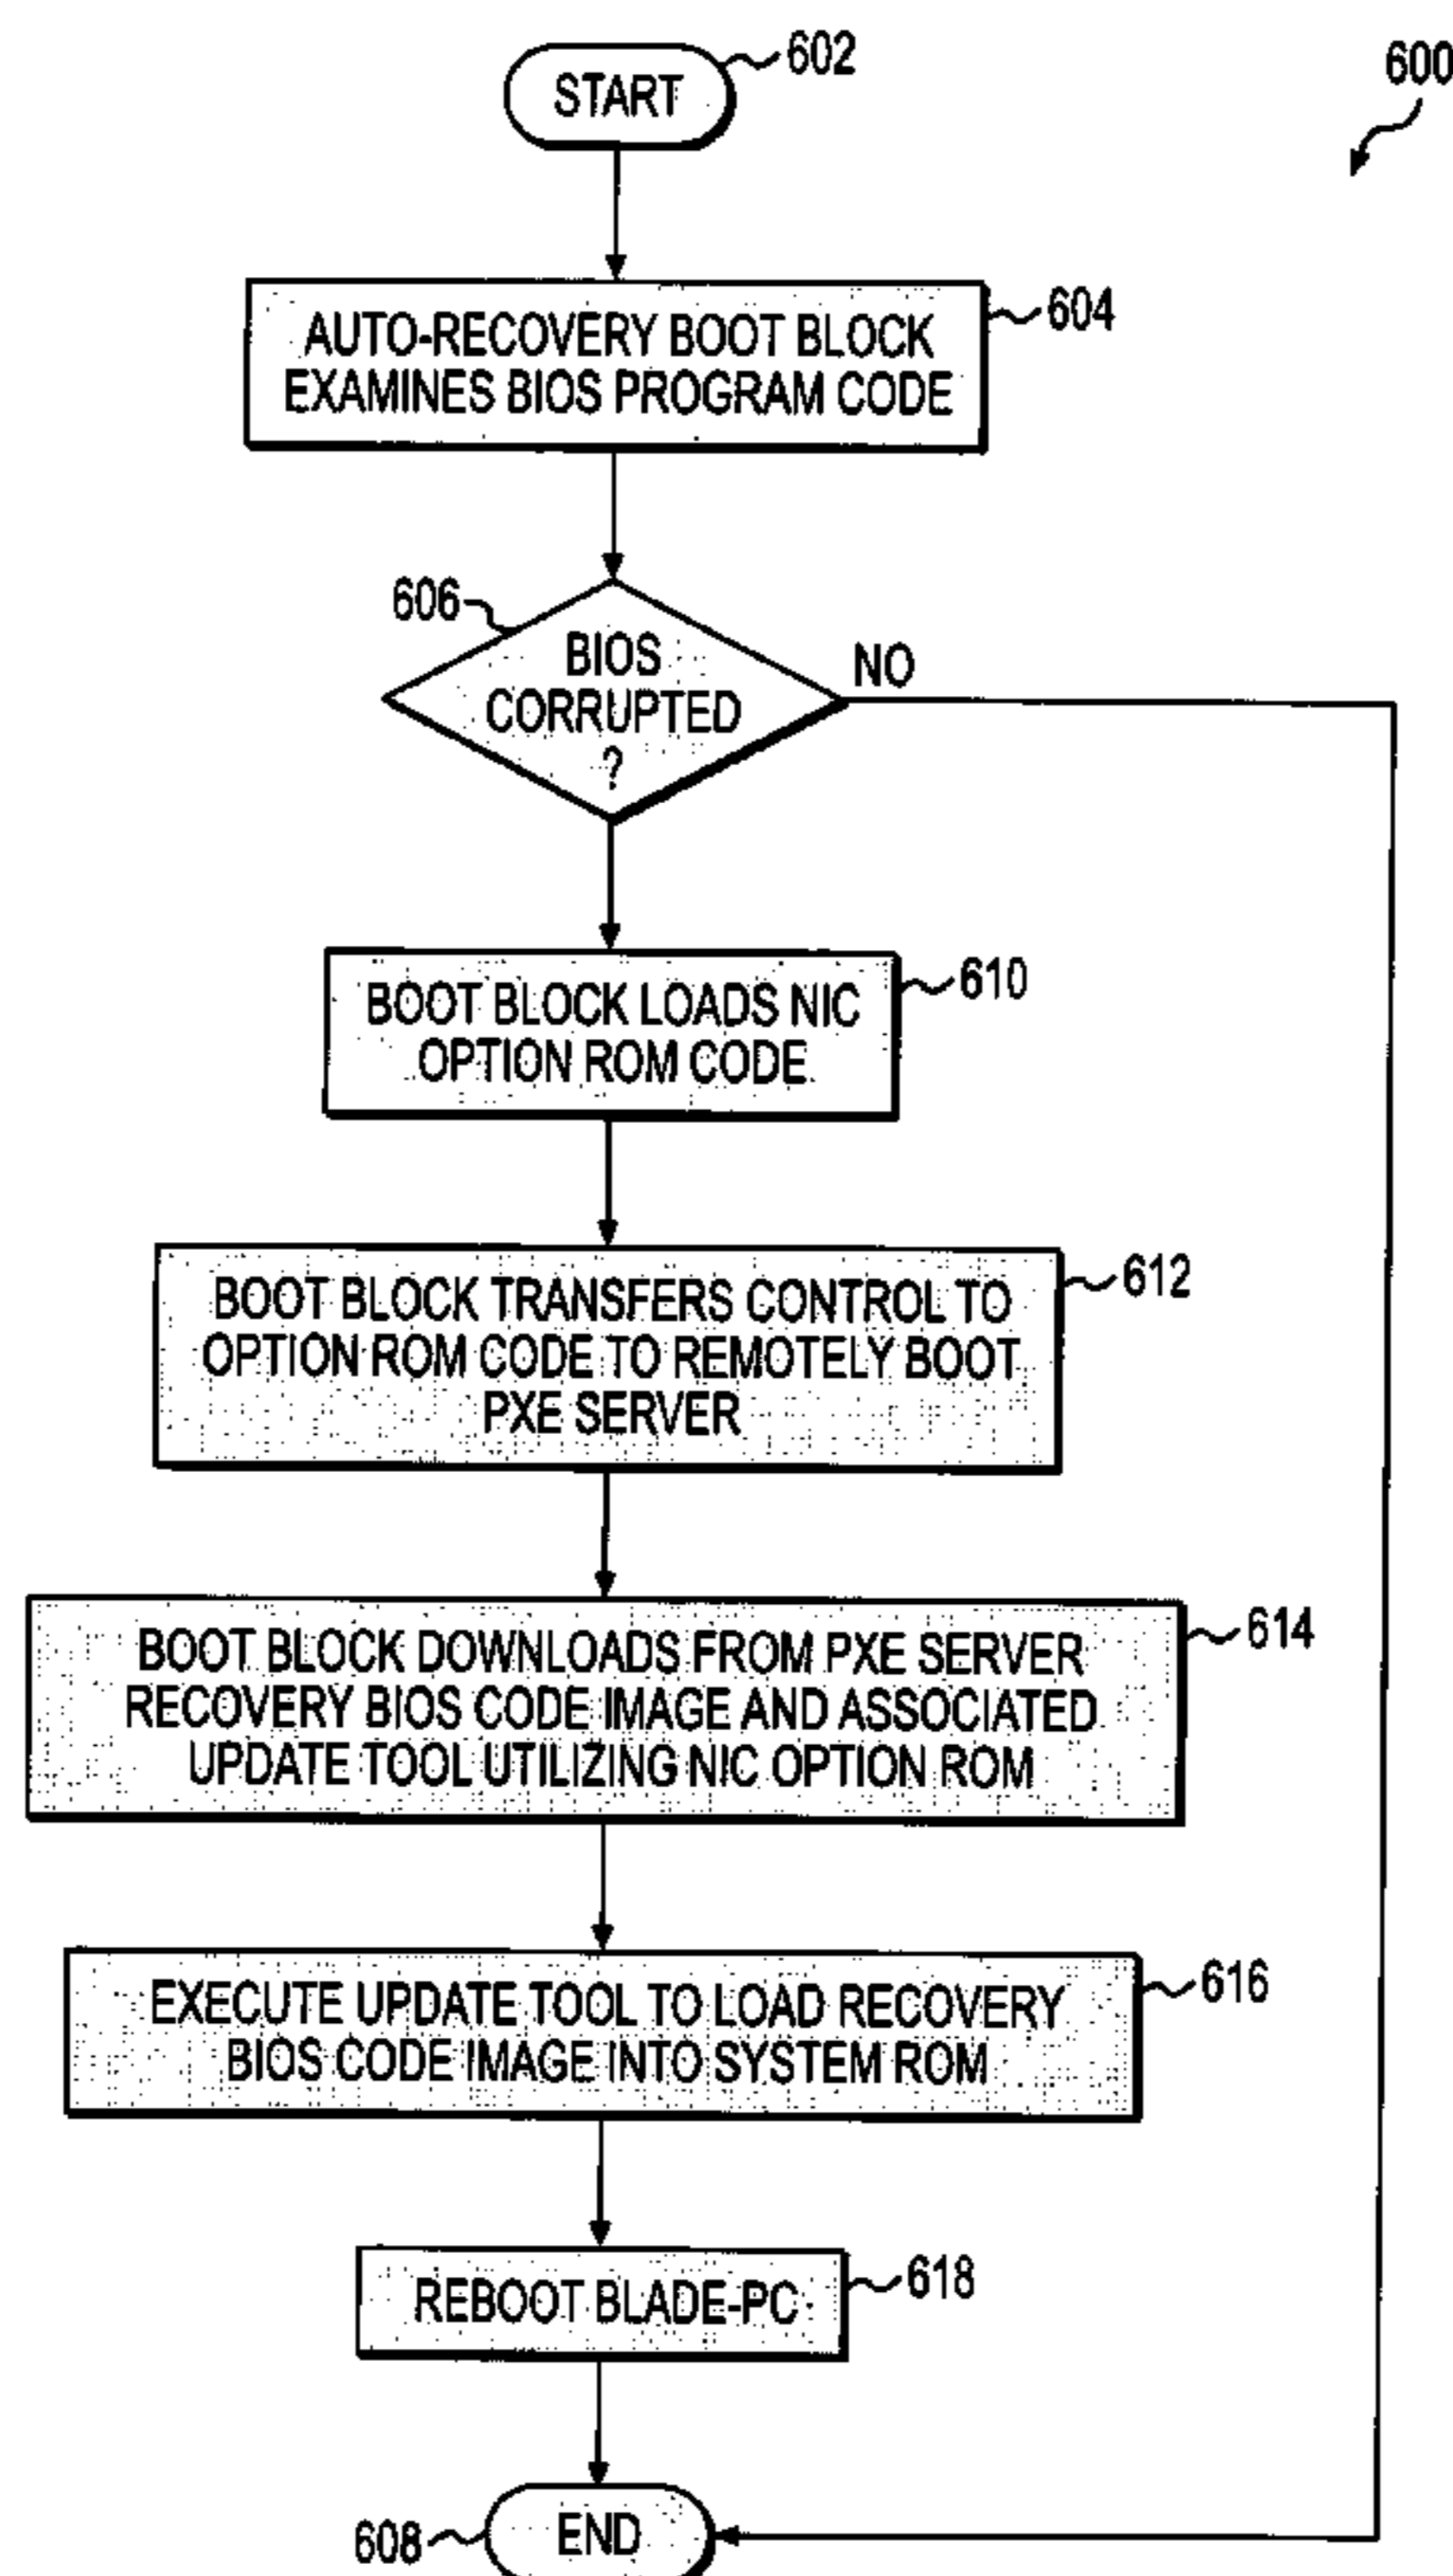 START
602
600
AUTO-RECOVERY BOOT BLOCK
EXAMINES BIOS PROGRAM CODE
604
606
BIOS
CORRUPTED
?
NO
BOOT BLOCK LOADS NIC
OPTION ROM CODE
610
BOOT BLOCK TRANSFERS CONTROL TO
OPTION ROM CODE TO REMOTELY BOOT
PXE SERVER
612
BOOT BLOCK DOWNLOADS FROM PXE SERVER
RECOVERY BIOS CODE IMAGE AND ASSOCIATED
UPDATE TOOL UTILIZING NIC OPTION ROM
614
EXECUTE UPDATE TOOL TO LOAD RECOVERY
BIOS CODE IMAGE INTO SYSTEM ROM
616
REBOOT BLADE-PC
618
608
END